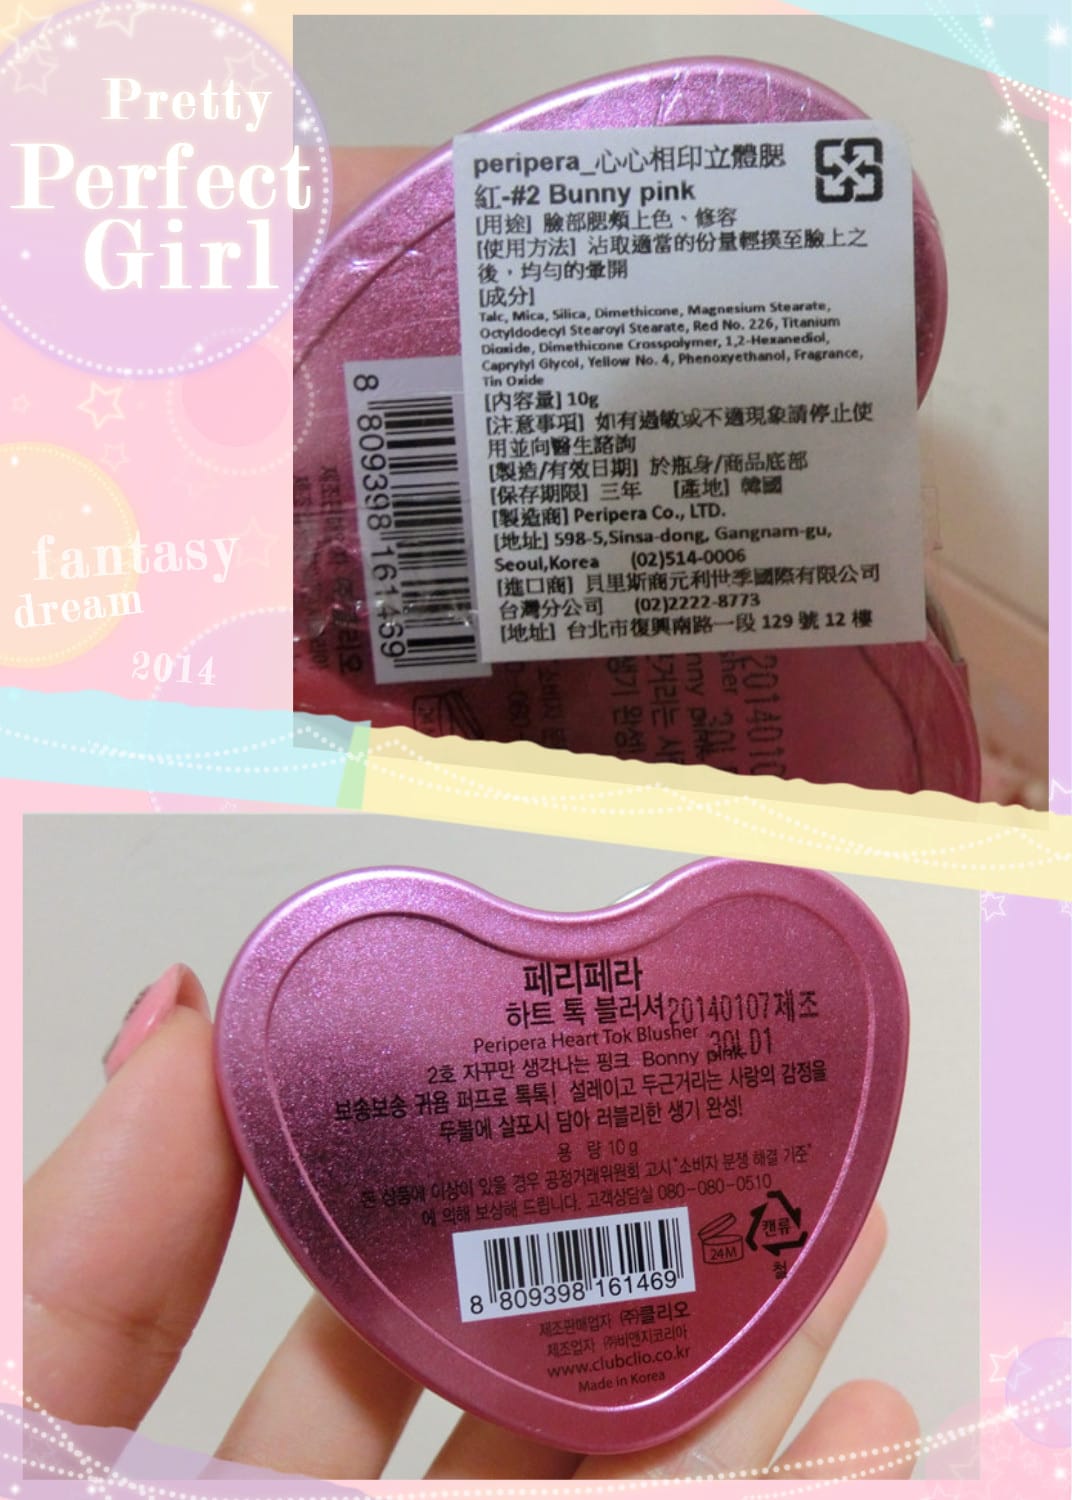 Pretty
Perfect
Girl
fantasy
dream
2014
peripera_心心相印立體腮
紅-#2 Bunny pink
[用途] 臉部腮頰上色、修容
[使用方法] 沾取適當的份量輕撲至臉上之
後，均勻的暈開
[成分]
Talc, Mica, Silica, Dimethicone, Magnesium Stearate,
Octyldodecyl Stearoyl Stearate, Red No. 226, Titanium
Dioxide, Dimethicone Crosspolymer, 1,2-Hexanediol,
Caprylyl Glycol, Yellow No. 4, Phenoxyethanol, Fragrance,
Tin Oxide
[內容量] 10g
[注意事項] 如有過敏或不適現象請停止使
用並向醫生諮詢
[製造/有效日期] 於瓶身/商品底部
[保存期限] 三年 [產地] 韓國
[製造商] Peripera Co., LTD.
[地址] 598-5,Sinsa-dong, Gangnam-gu,
Seoul,Korea (02)514-0006
[進口商] 貝里斯商元利世季國際有限公司
台灣分公司 (02)2222-8773
[地址] 台北市復興南路一段 129 號 12 樓
8 809398 161469
2014010
페리페라
하트 톡 블러셔 20140107제조
Peripera Heart Tok Blusher 3QLD1
2호 자꾸만 생각나는 핑크 Bonny pink
보송보송 귀욤 퍼프로 톡톡! 설레이고 두근거리는 사랑의 감정을
두볼에 살포시 담아 러블리한 생기 완성!
용 량 10 g
본 상품에 이상이 있을 경우 공정거래위원회 고시 "소비자 분쟁 해결 기준"
에 의해 보상해 드립니다. 고객상담실 080-080-0510
8 809398 161469
24M
캔류
철
제조판매업자 (주)클리오
제조업자 (주)비앤지코리아
www.clubclio.co.kr
Made in Korea